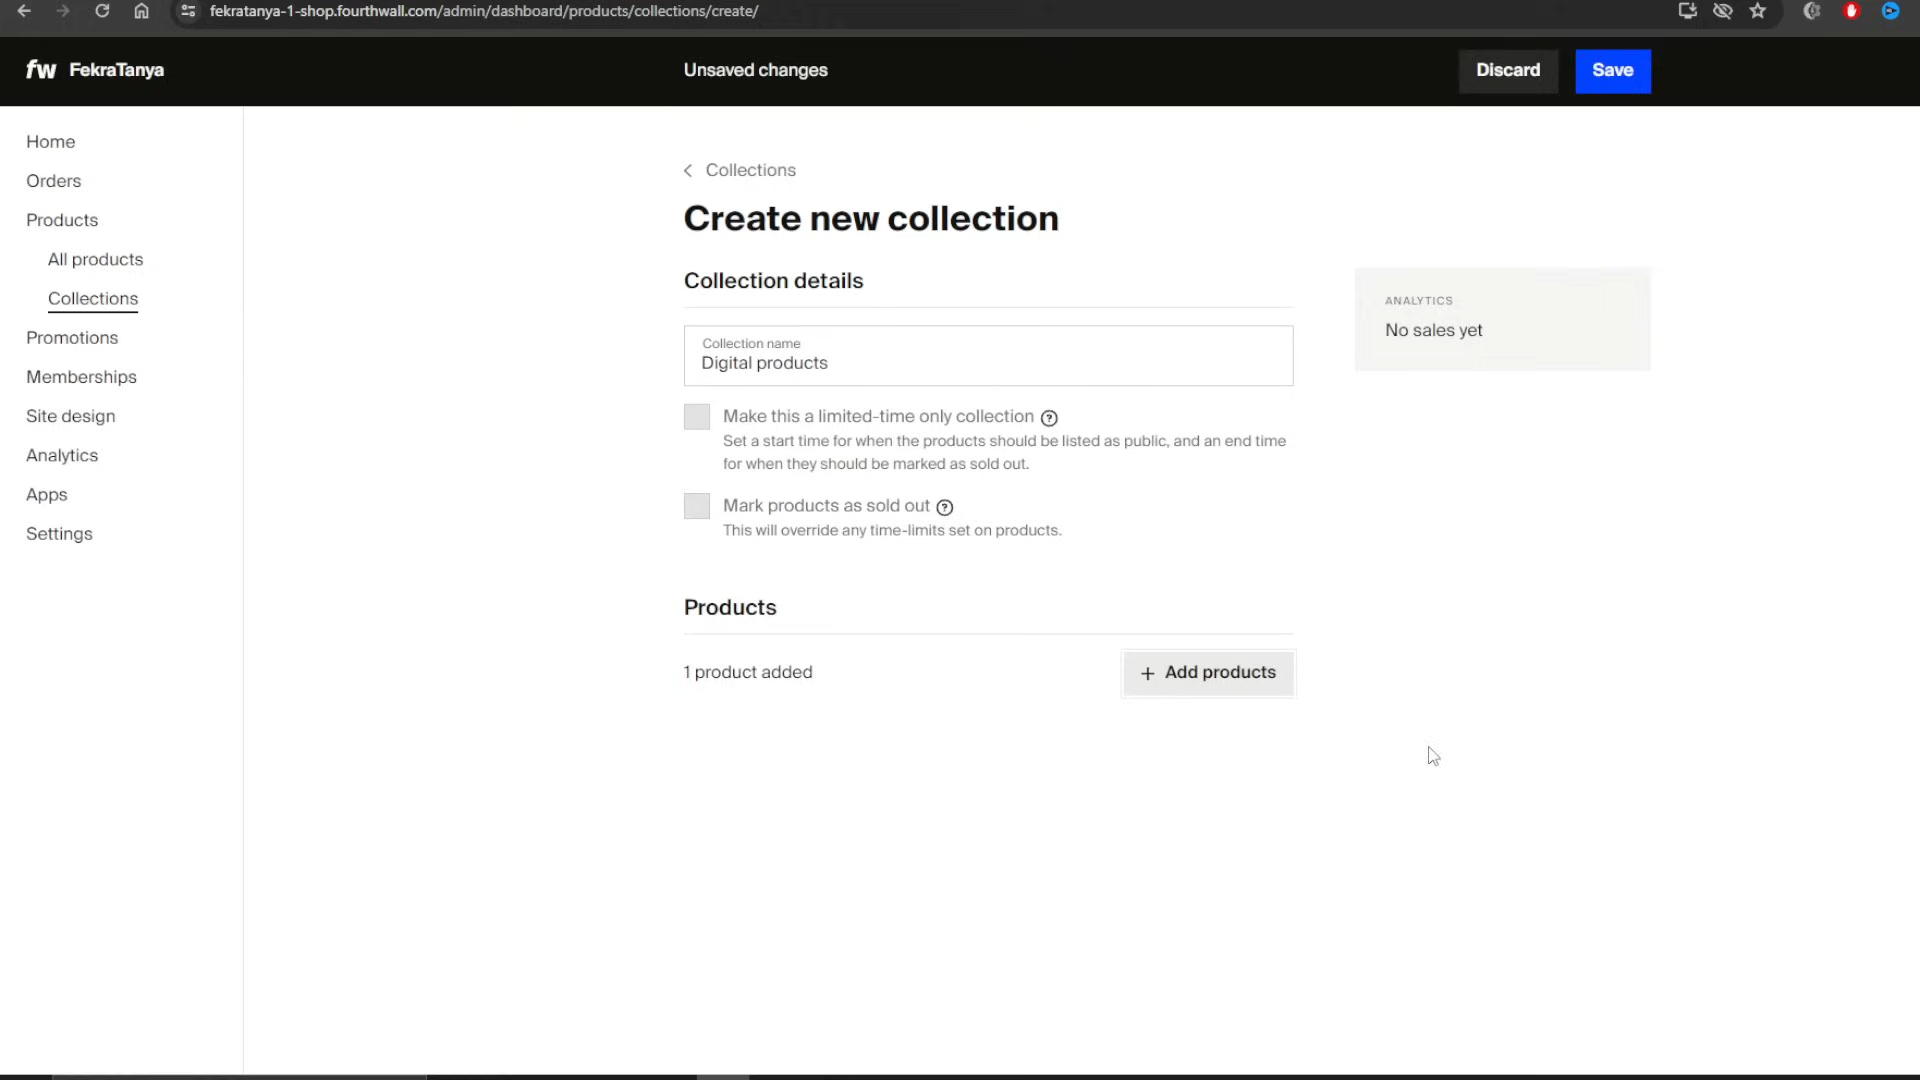 fekratanya-1-shop.fourthwall.com/admin/dashboard/products/collections/create/
fw FekraTanya
Unsaved changes
Discard
Save
Home
Orders
Products
All products
Collections
Promotions
Memberships
Site design
Analytics
Apps
Settings
Collections
Create new collection
Collection details
Collection name
Digital products
Make this a limited-time only collection
Set a start time for when the products should be listed as public, and an end time
for when they should be marked as sold out.
Mark products as sold out
This will override any time-limits set on products.
Products
1 product added
+ Add products
ANALYTICS
No sales yet